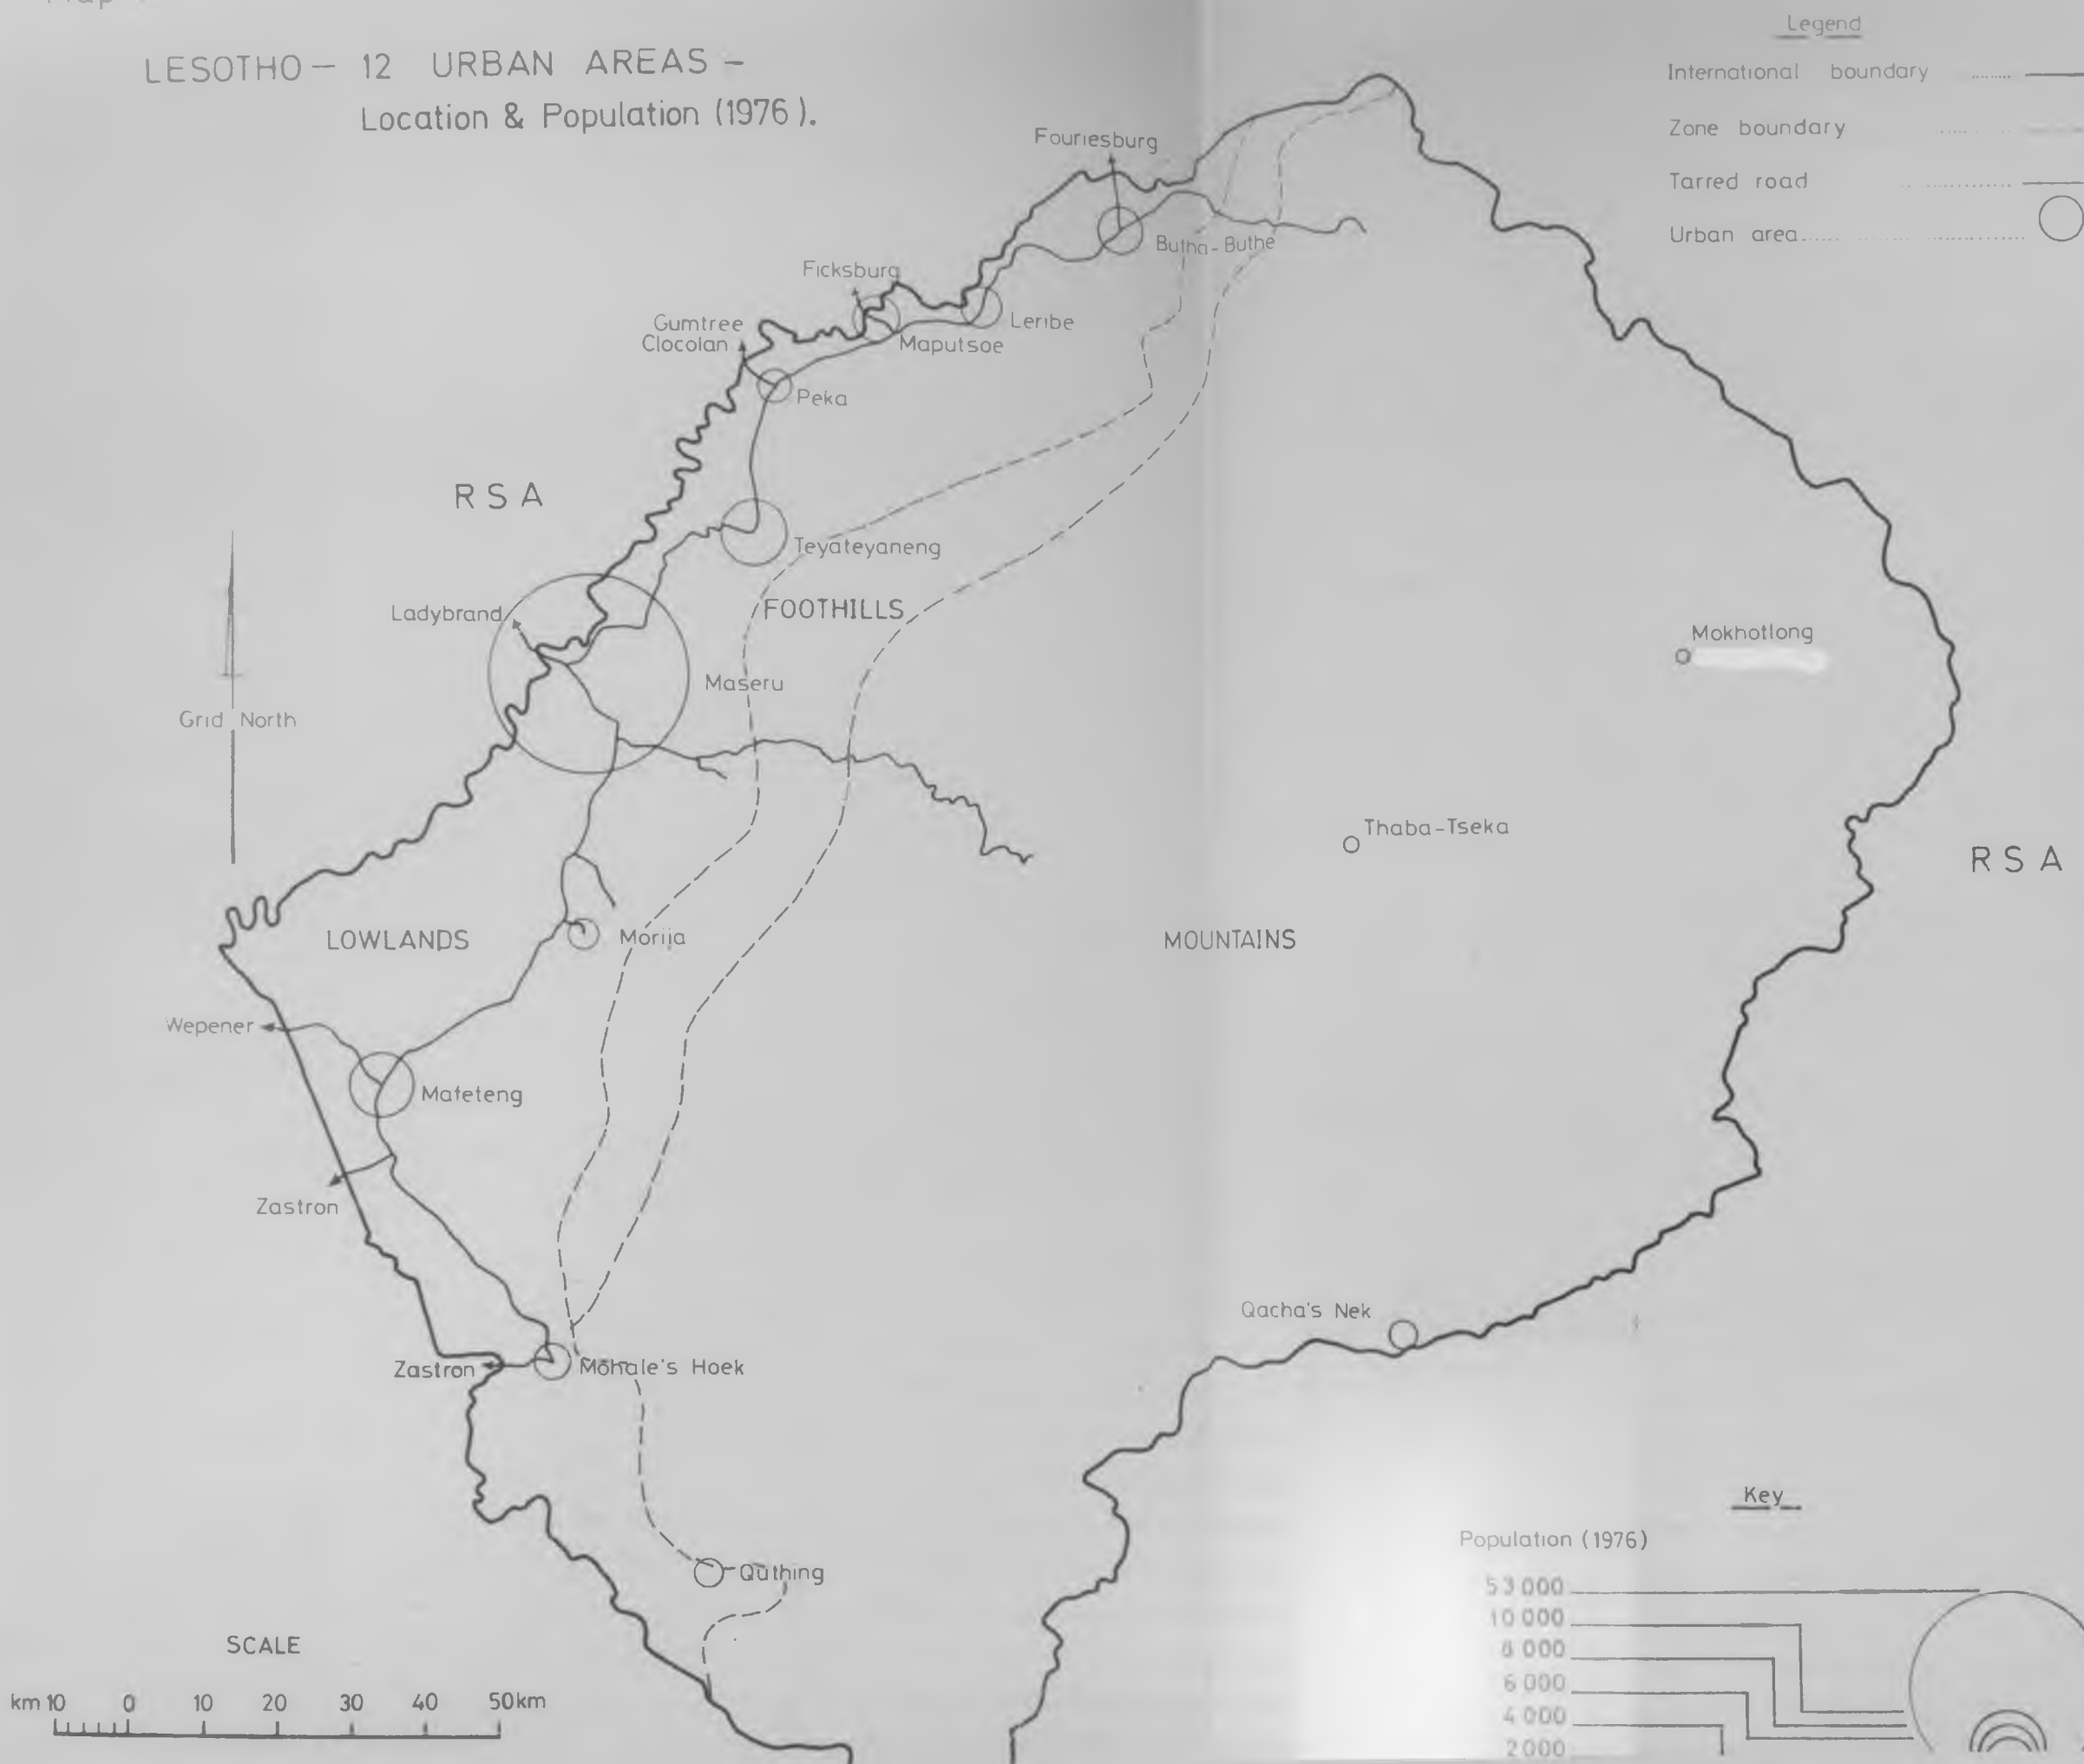 LESOTHO — 12 URBAN AREAS —
Location & Population (1976).
Legend
International boundary
Zone boundary
Tarred road
Urban area
Fouriesburg
Butha-Buthe
Ficksburg
Leribe
Gumtree
Clocolan
Maputsoe
Peka
RSA
Teyateyaneng
FOOTHILLS
Ladybrand
Mokhotlong
Maseru
Grid North
Thaba-Tseka
RSA
LOWLANDS
Morija
MOUNTAINS
Wepener
Mafeteng
Zastron
Qacha's Nek
Zastron
Mohale's Hoek
Quthing
Key
Population (1976)
53 000
10 000
8 000
6 000
4 000
2 000
SCALE
km 10 0 10 20 30 40 50km